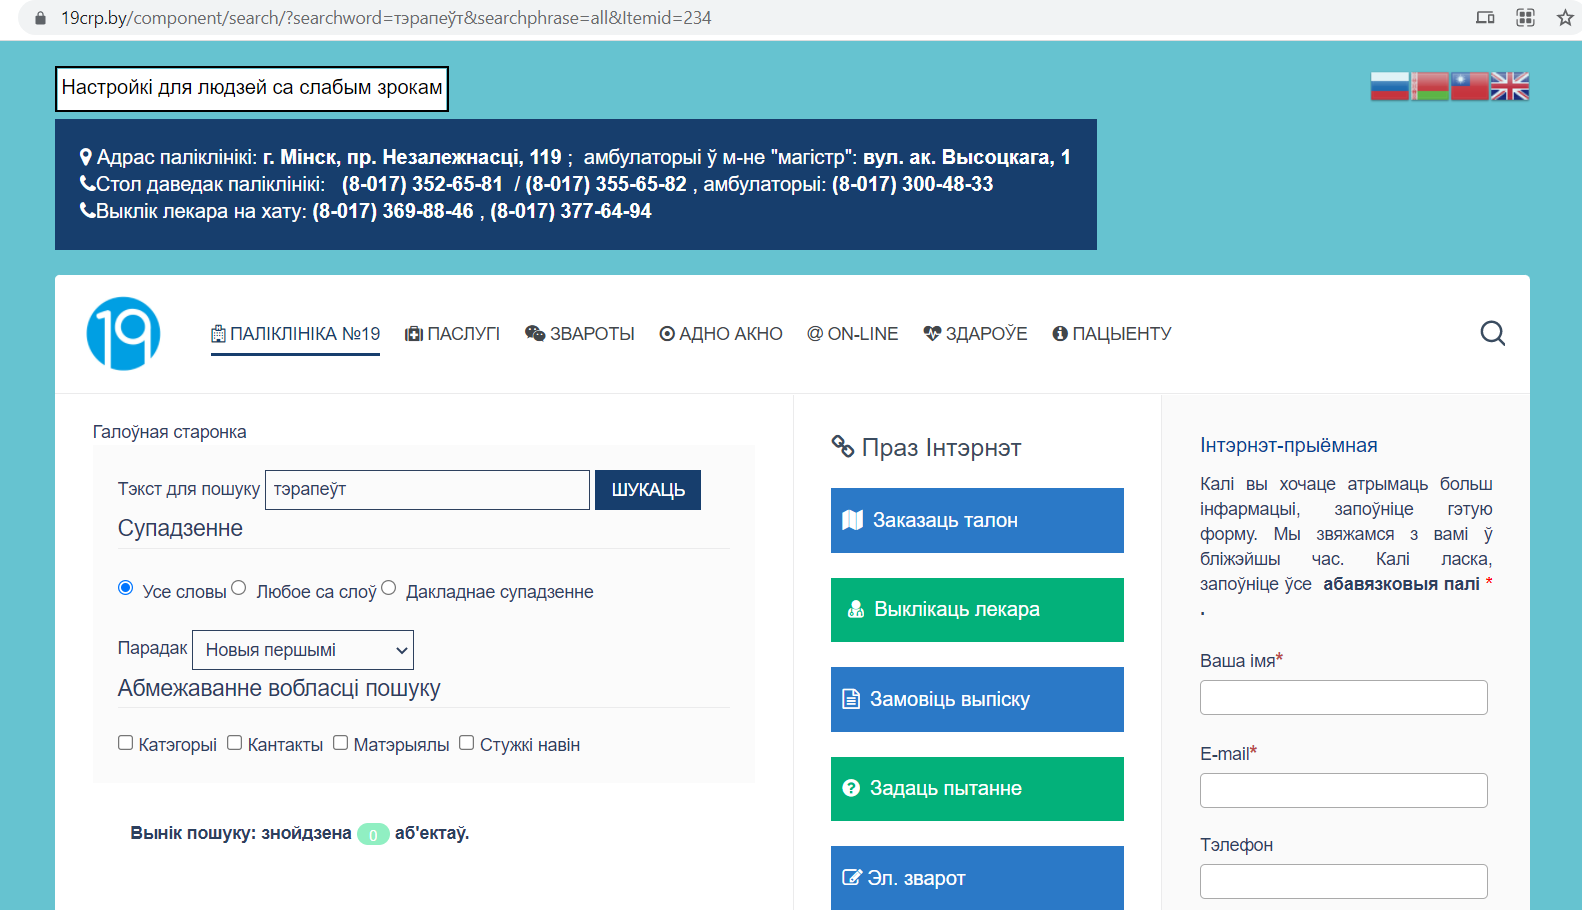 19crp.by/component/search/?searchword=тэрапеўт&searchphrase=all&Itemid=234
Настройкі для людзей са слабым зрокам
Адрас паліклінікі: г. Мінск, пр. Незалежнасці, 119 ; амбулаторыі ў м-не "магістр": вул. ак. Высоцкага, 1
Стол даведак паліклінікі: (8-017) 352-65-81 / (8-017) 355-65-82 , амбулаторыі: (8-017) 300-48-33
Выклік лекара на хату: (8-017) 369-88-46 , (8-017) 377-64-94
19 ПАЛІКЛІНІКА №19 ПАСЛУГІ ЗВАРОТЫ АДНО АКНО @ ON-LINE ЗДАРОЎЕ ПАЦЫЕНТУ
Галоўная старонка
Тэкст для пошуку тэрапеўт ШУКАЦЬ
Супадзенне
Усе словы Любое са слоў Дакладнае супадзенне
Парадак Новыя першымі
Абмежаванне вобласці пошуку
Катэгорыі Кантакты Матэрыялы Стужкі навін
Вынік пошуку: знойдзена 0 аб'ектаў.
Праз Інтэрнэт
Заказаць талон
Выклікаць лекара
Замовіць выпіску
Задаць пытанне
Эл. зварот
Інтэрнэт-прыёмная
Калі вы хочаце атрымаць больш
інфармацыі, запоўніце гэтую
форму. Мы звяжамся з вамі ў
бліжэйшы час. Калі ласка,
запоўніце ўсе абавязковыя палі *
.
Ваша імя*
E-mail*
Тэлефон